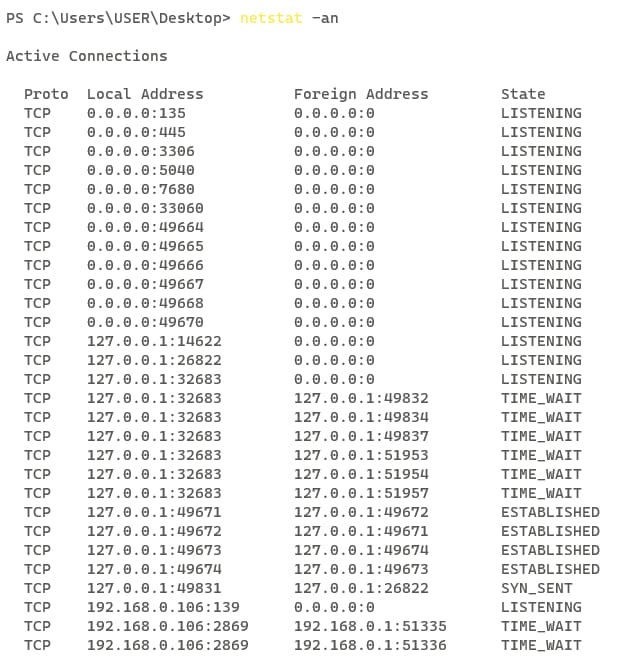 PS C:\Users\USER\Desktop> netstat -an
Active Connections
Proto  Local Address          Foreign Address        State
TCP    0.0.0.0:135            0.0.0.0:0              LISTENING
TCP    0.0.0.0:445            0.0.0.0:0              LISTENING
TCP    0.0.0.0:3306           0.0.0.0:0              LISTENING
TCP    0.0.0.0:5040           0.0.0.0:0              LISTENING
TCP    0.0.0.0:7680           0.0.0.0:0              LISTENING
TCP    0.0.0.0:33060          0.0.0.0:0              LISTENING
TCP    0.0.0.0:49664          0.0.0.0:0              LISTENING
TCP    0.0.0.0:49665          0.0.0.0:0              LISTENING
TCP    0.0.0.0:49666          0.0.0.0:0              LISTENING
TCP    0.0.0.0:49667          0.0.0.0:0              LISTENING
TCP    0.0.0.0:49668          0.0.0.0:0              LISTENING
TCP    0.0.0.0:49670          0.0.0.0:0              LISTENING
TCP    127.0.0.1:14622        0.0.0.0:0              LISTENING
TCP    127.0.0.1:26822        0.0.0.0:0              LISTENING
TCP    127.0.0.1:32683        0.0.0.0:0              LISTENING
TCP    127.0.0.1:32683        127.0.0.1:49832        TIME_WAIT
TCP    127.0.0.1:32683        127.0.0.1:49834        TIME_WAIT
TCP    127.0.0.1:32683        127.0.0.1:49837        TIME_WAIT
TCP    127.0.0.1:32683        127.0.0.1:51953        TIME_WAIT
TCP    127.0.0.1:32683        127.0.0.1:51954        TIME_WAIT
TCP    127.0.0.1:32683        127.0.0.1:51957        TIME_WAIT
TCP    127.0.0.1:49671        127.0.0.1:49672        ESTABLISHED
TCP    127.0.0.1:49672        127.0.0.1:49671        ESTABLISHED
TCP    127.0.0.1:49673        127.0.0.1:49674        ESTABLISHED
TCP    127.0.0.1:49674        127.0.0.1:49673        ESTABLISHED
TCP    127.0.0.1:49831        127.0.0.1:26822        SYN_SENT
TCP    192.168.0.106:139      0.0.0.0:0              LISTENING
TCP    192.168.0.106:2869     192.168.0.1:51335      TIME_WAIT
TCP    192.168.0.106:2869     192.168.0.1:51336      TIME_WAIT